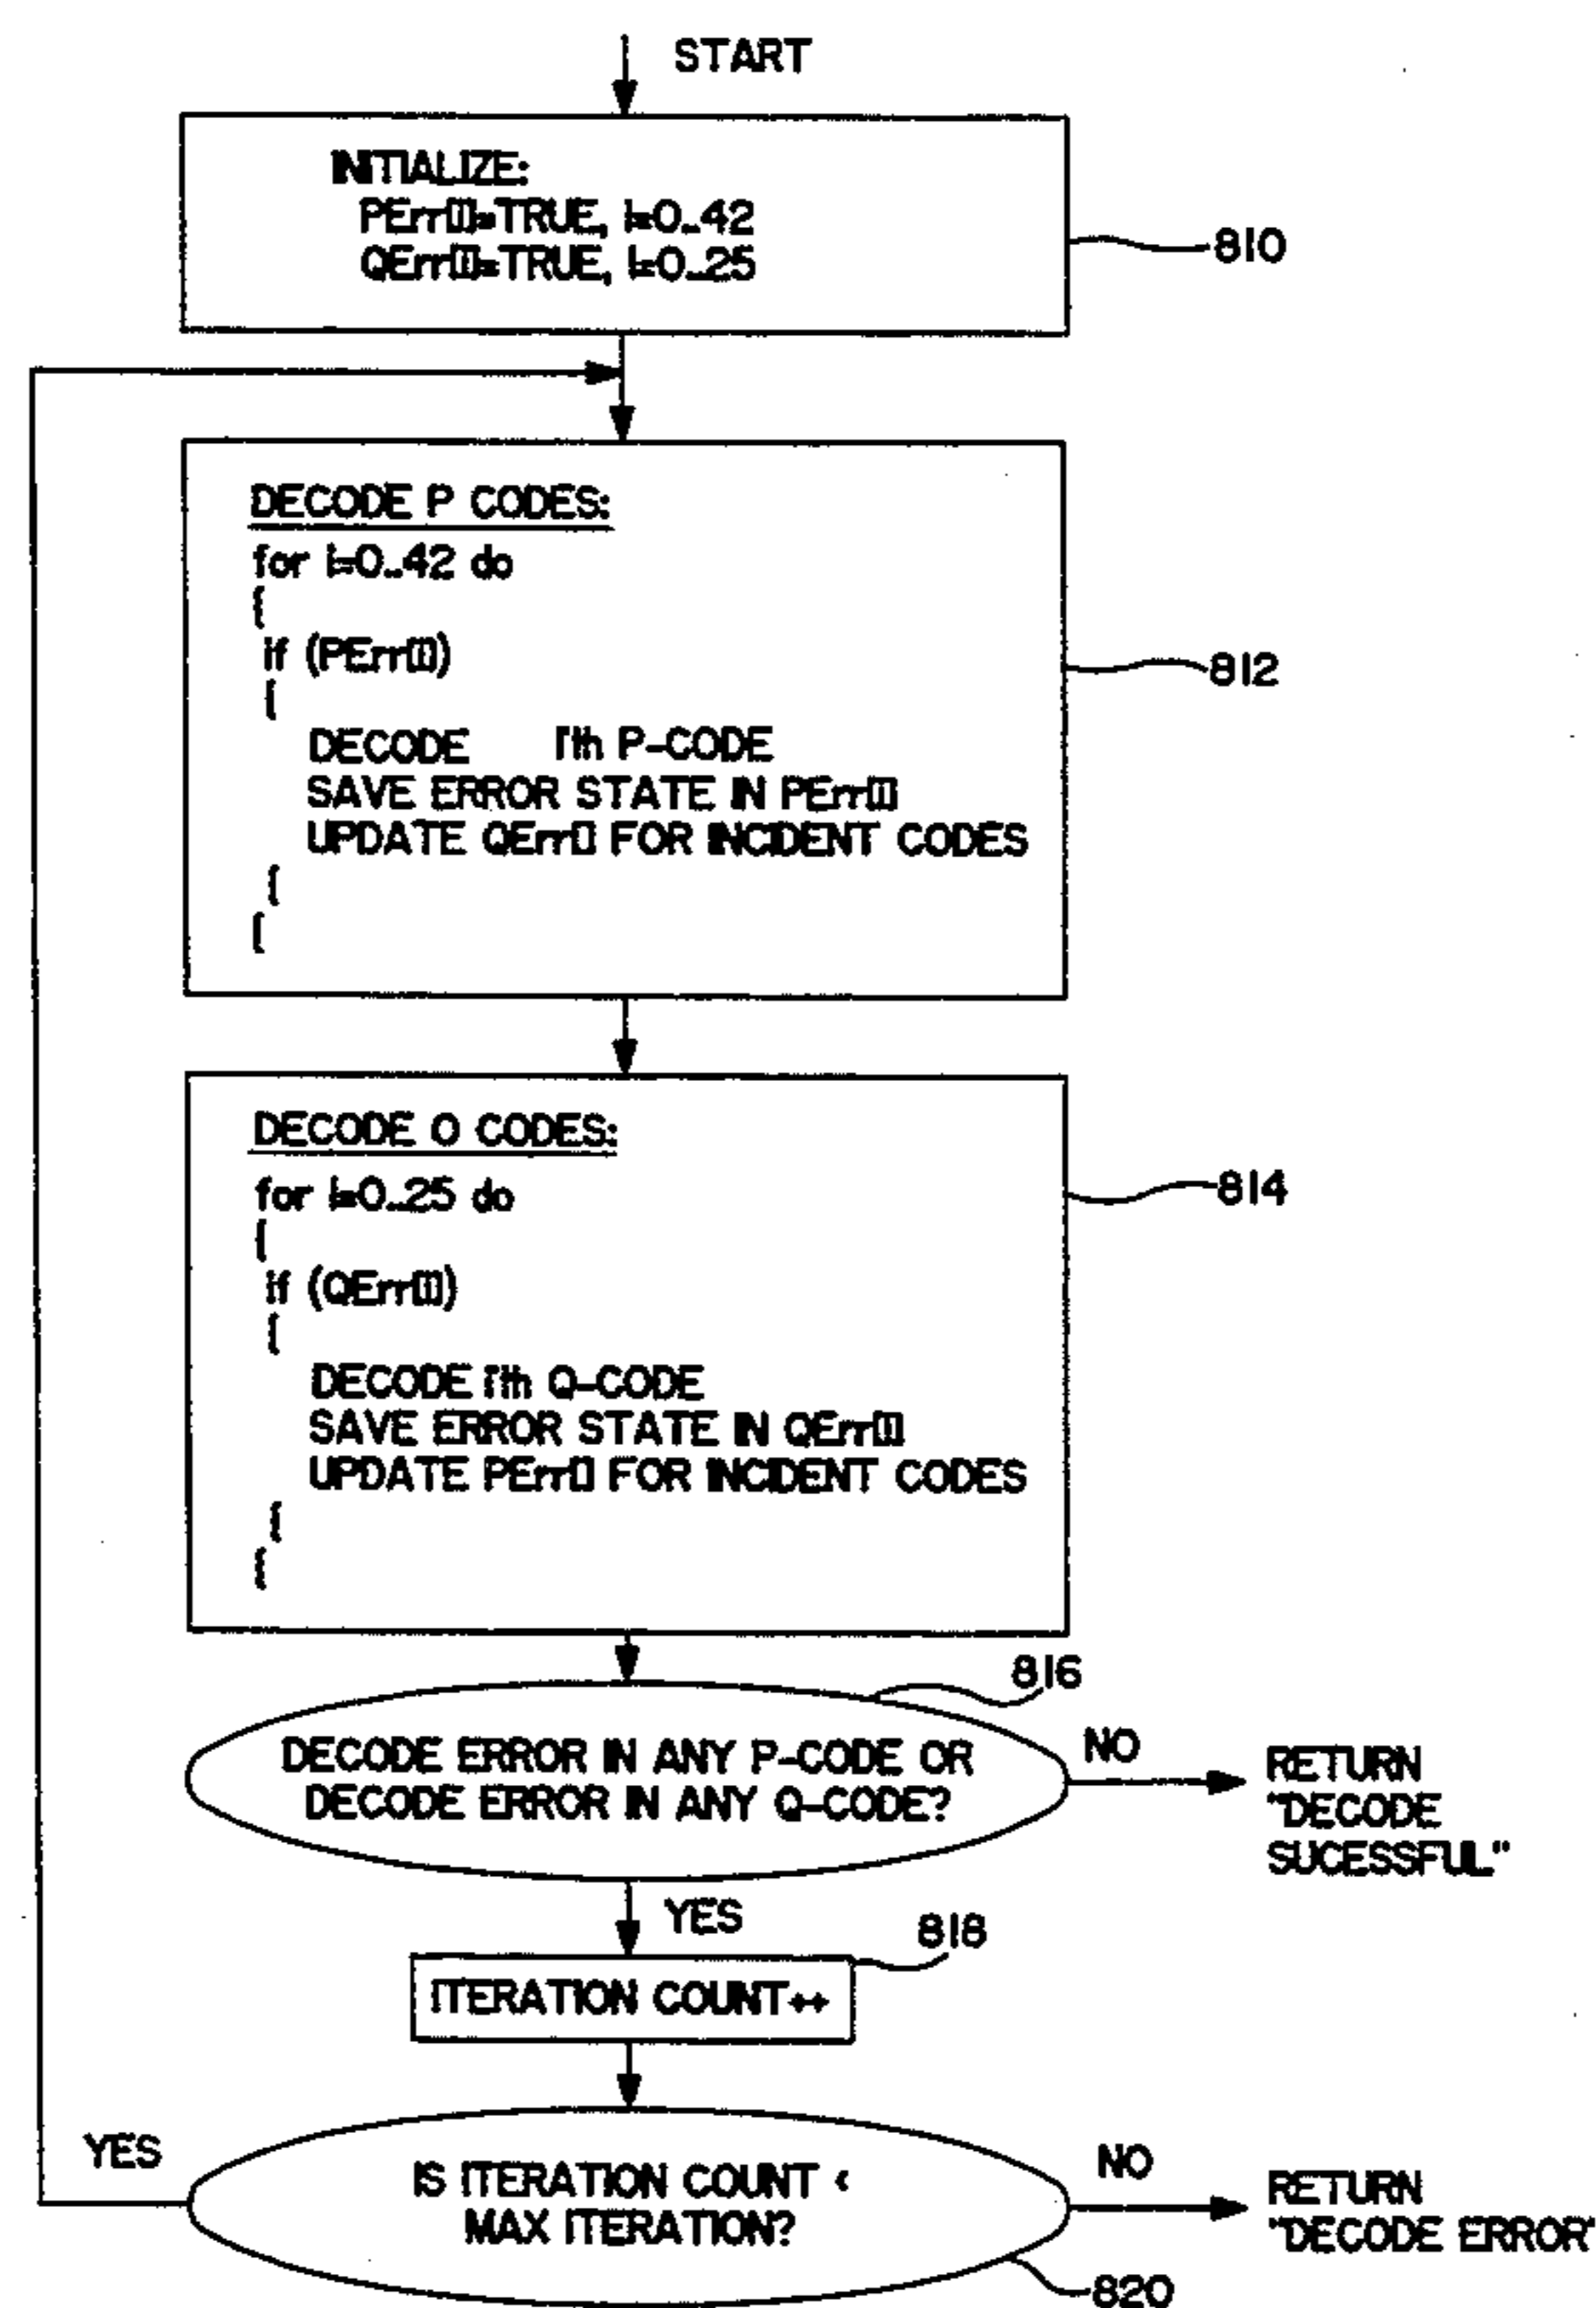 START
INITIALIZE:
PErr[i]=TRUE, i=0..42
QErr[i]=TRUE, i=0..25
810
DECODE P CODES:
for i=0..42 do
{
if (PErr[i])
{
DECODE i'th P-CODE
SAVE ERROR STATE IN PErr[i]
UPDATE QErr[] FOR INCIDENT CODES
{
{
812
DECODE O CODES:
for i=0..25 do
{
if (QErr[i])
{
DECODE i'th Q-CODE
SAVE ERROR STATE IN QErr[i]
UPDATE PErr[] FOR INCIDENT CODES
{
{
814
816
DECODE ERROR IN ANY P-CODE OR
DECODE ERROR IN ANY Q-CODE?
NO
RETURN
"DECODE
SUCESSFUL"
YES
818
ITERATION COUNT++
YES
IS ITERATION COUNT <
MAX ITERATION?
NO
RETURN
"DECODE ERROR"
820